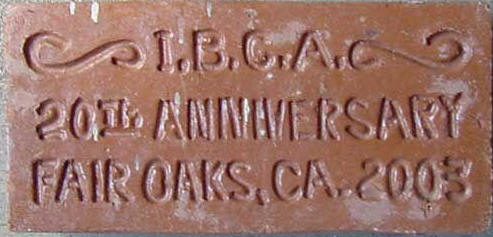 I.B.C.A.
20th ANNIVERSARY
FAIR OAKS, CA. 2003